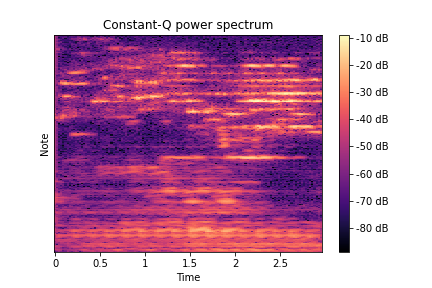 Constant-Q power spectrum
Note
0
0.5
1
1.5
2
2.5
Time
-10 dB
-20 dB
-30 dB
-40 dB
-50 dB
-60 dB
-70 dB
-80 dB